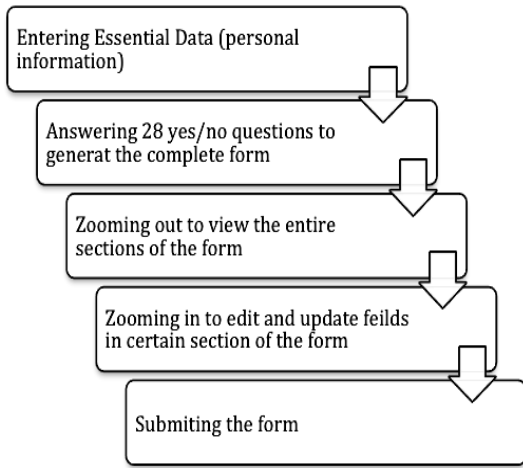 Entering Essential Data (personal
information)
Answering 28 yes/no questions to
generat the complete form
Zooming out to view the entire
sections of the form
Zooming in to edit and update feilds
in certain section of the form
Submiting the form